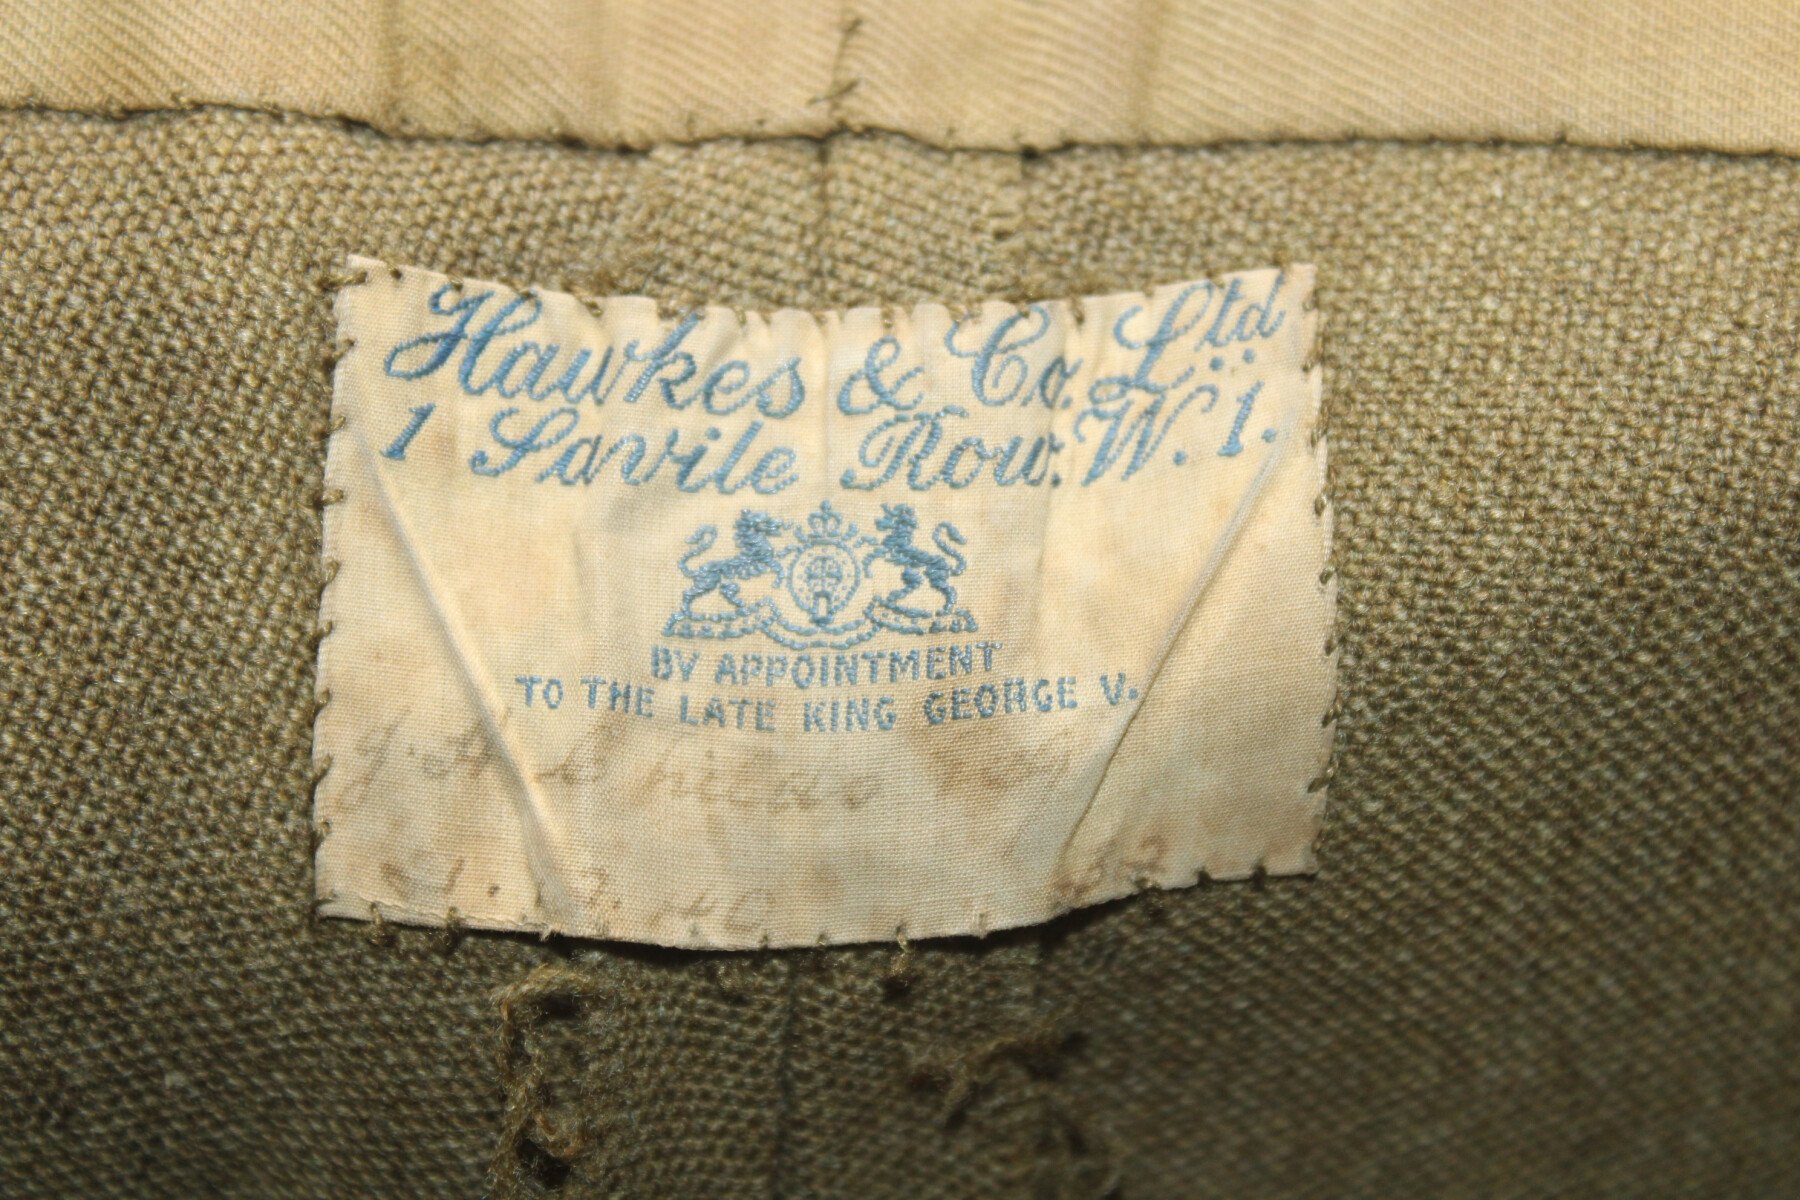 Hawkes & Co. Ltd
1 Savile Row. W. 1.
BY APPOINTMENT
TO THE LATE KING GEORGE V.